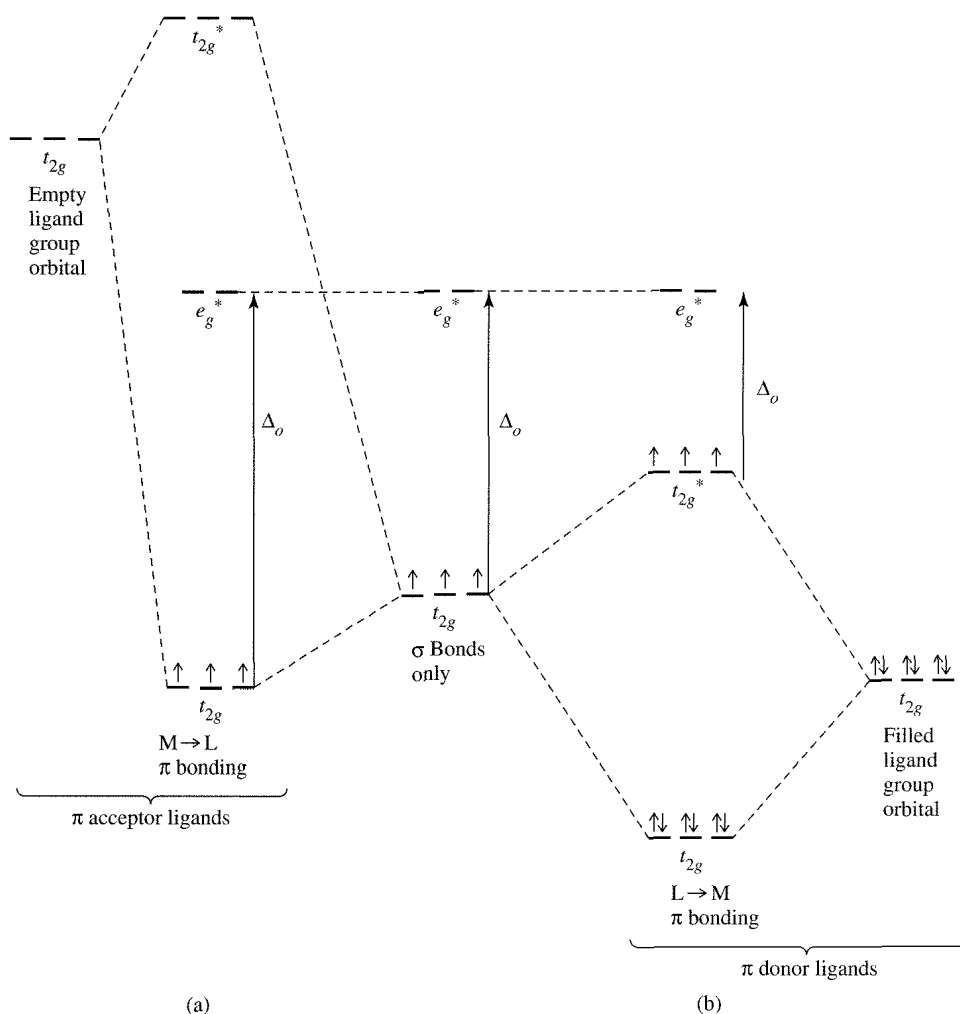 t₂g*
t₂g
Empty
ligand
group
orbital
eg*
eg*
eg*
Δo
Δo
Δo
t₂g*
t₂g
σ Bonds
only
t₂g
M→L
π bonding
π acceptor ligands
t₂g
Filled
ligand
group
orbital
t₂g
L→M
π bonding
π donor ligands
(a)
(b)